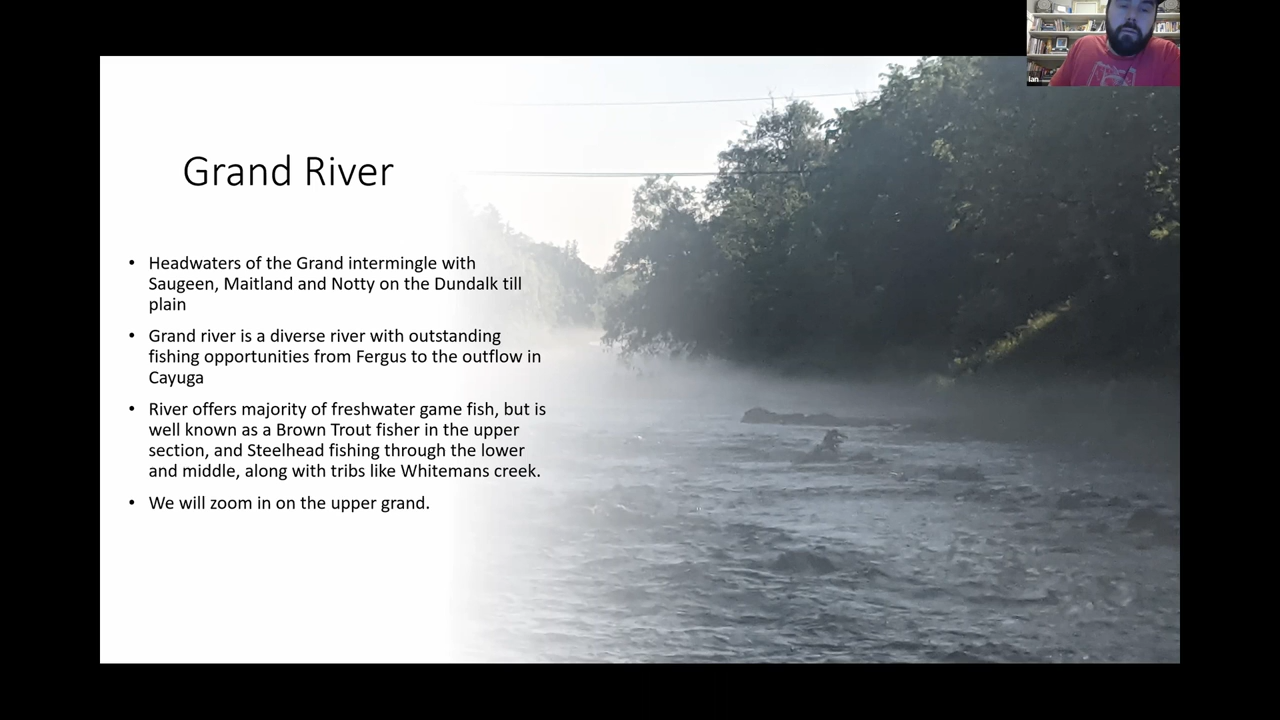 Ian
Grand River
• Headwaters of the Grand intermingle with
Saugeen, Maitland and Notty on the Dundalk till
plain
• Grand river is a diverse river with outstanding
fishing opportunities from Fergus to the outflow in
Cayuga
• River offers majority of freshwater game fish, but is
well known as a Brown Trout fisher in the upper
section, and Steelhead fishing through the lower
and middle, along with tribs like Whitemans creek.
• We will zoom in on the upper grand.